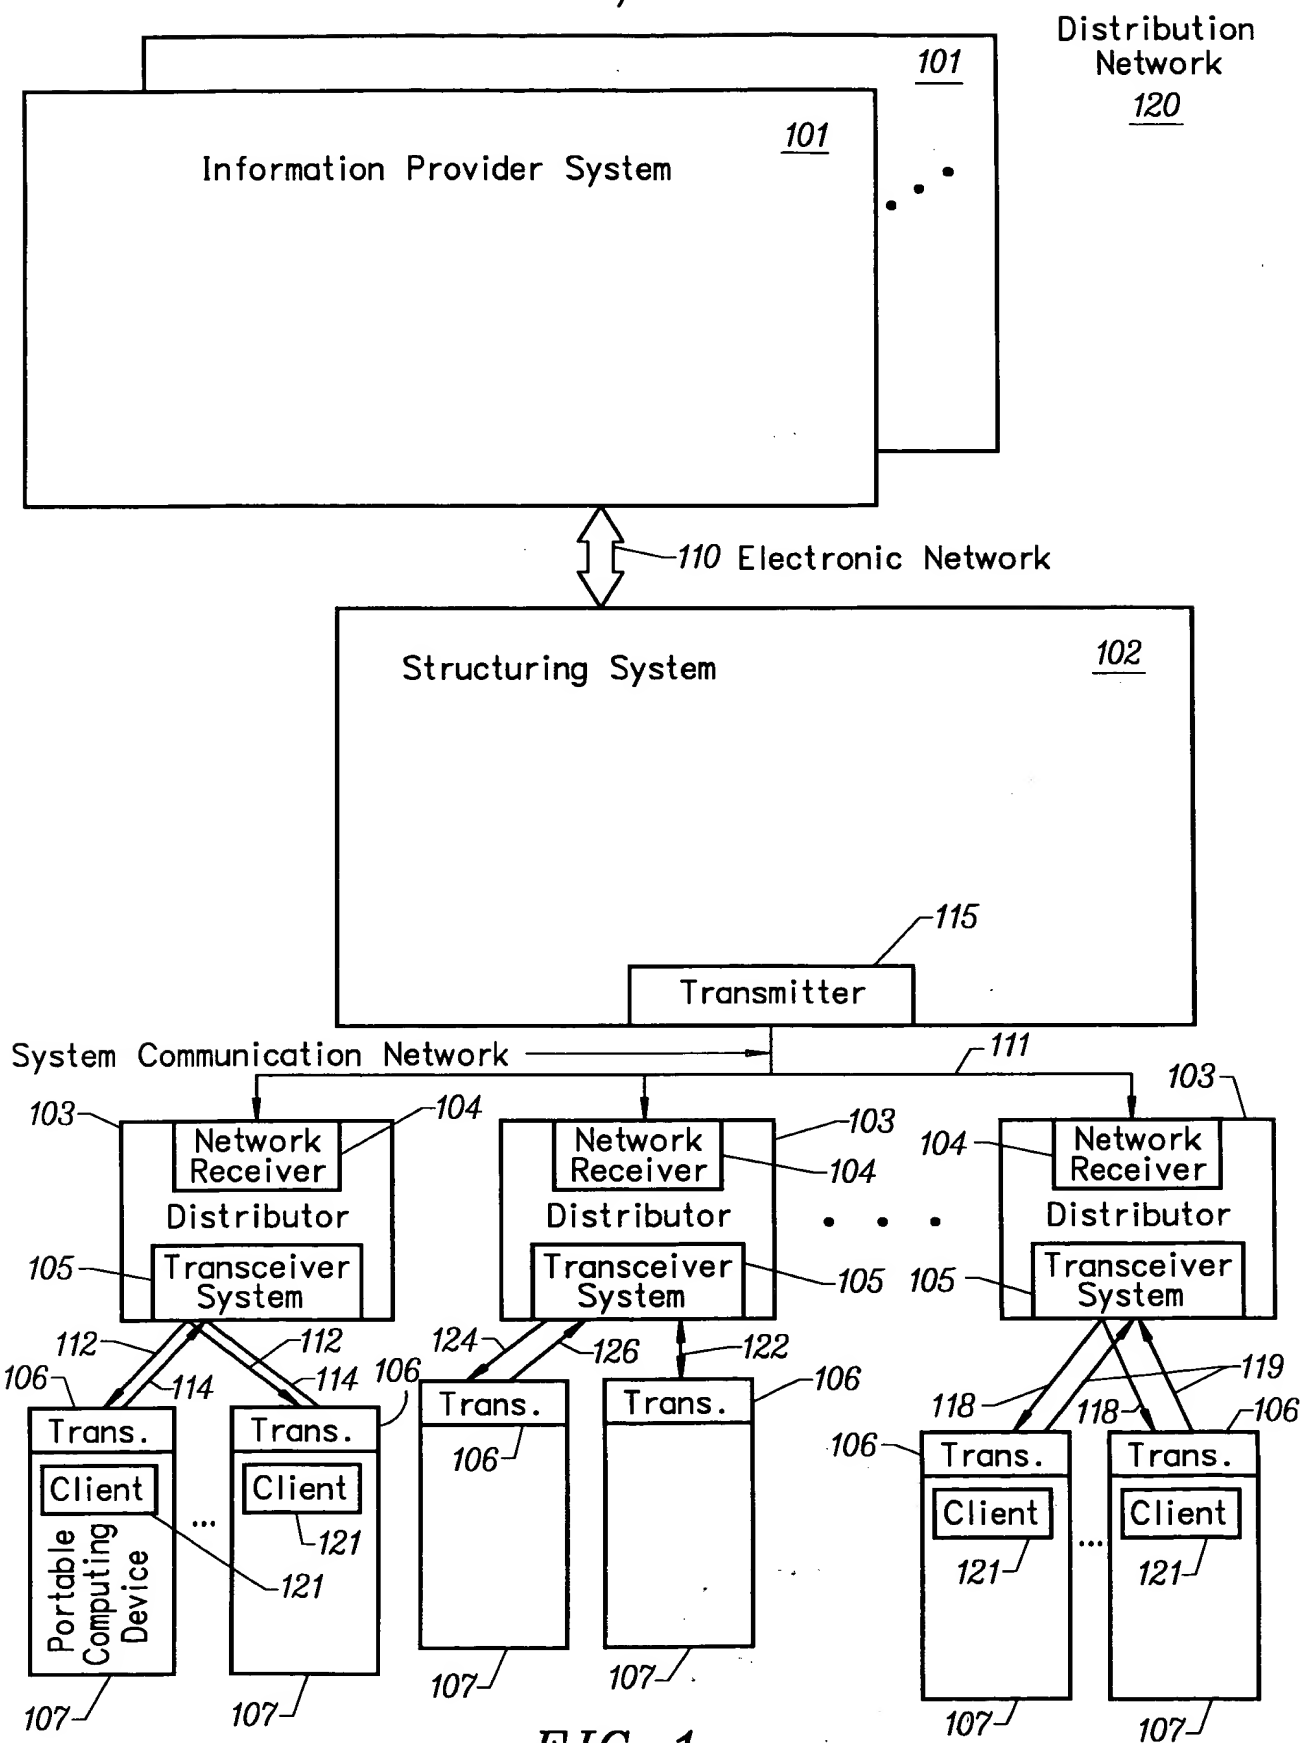 Distribution
Network
120
101
101
Information Provider System
110 Electronic Network
Structuring System
102
115
Transmitter
System Communication Network
111
103
104
103
104
103
104
Network
Receiver
Network
Receiver
Network
Receiver
Distributor
Distributor
Distributor
105
105
105
Transceiver
System
Transceiver
System
Transceiver
System
112
112
114
114
124
126
122
118
118
119
106
106
106
106
106
106
Trans.
Trans.
Trans.
Trans.
Trans.
Trans.
Client
Client
Client
Client
121
121
121
121
...
....
Portable
Computing
Device
107
107
107
107
107
107
FIG. 1